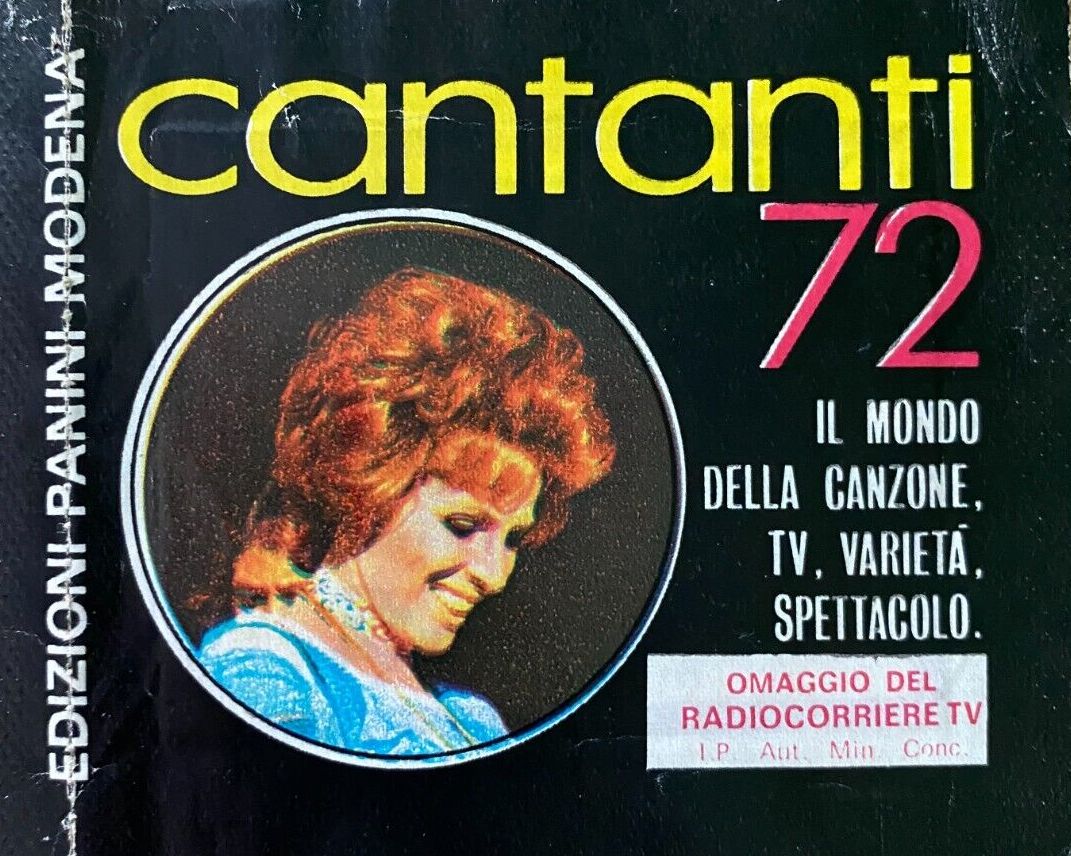 EDIZIONI PANINI MODENA
cantanti
72
IL MONDO
DELLA CANZONE,
TV, VARIETÀ,
SPETTACOLO.
OMAGGIO DEL
RADIOCORRIERE TV
I.P. Aut. Min. Conc.